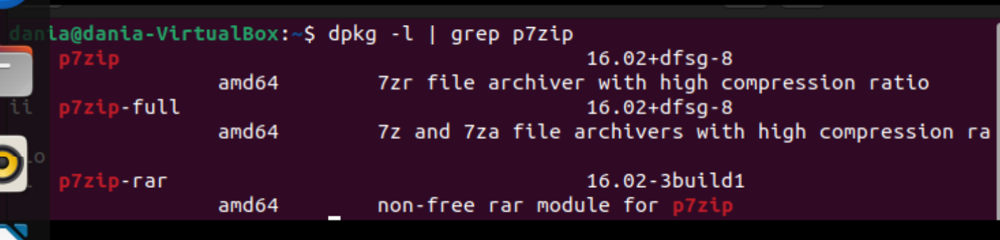 dania@dania-VirtualBox:~$ dpkg -l | grep p7zip
p7zip 16.02+dfsg-8
amd64 7zr file archiver with high compression ratio
ii p7zip-full 16.02+dfsg-8
amd64 7z and 7za file archivers with high compression ra
io
p7zip-rar 16.02-3build1
amd64 non-free rar module for p7zip